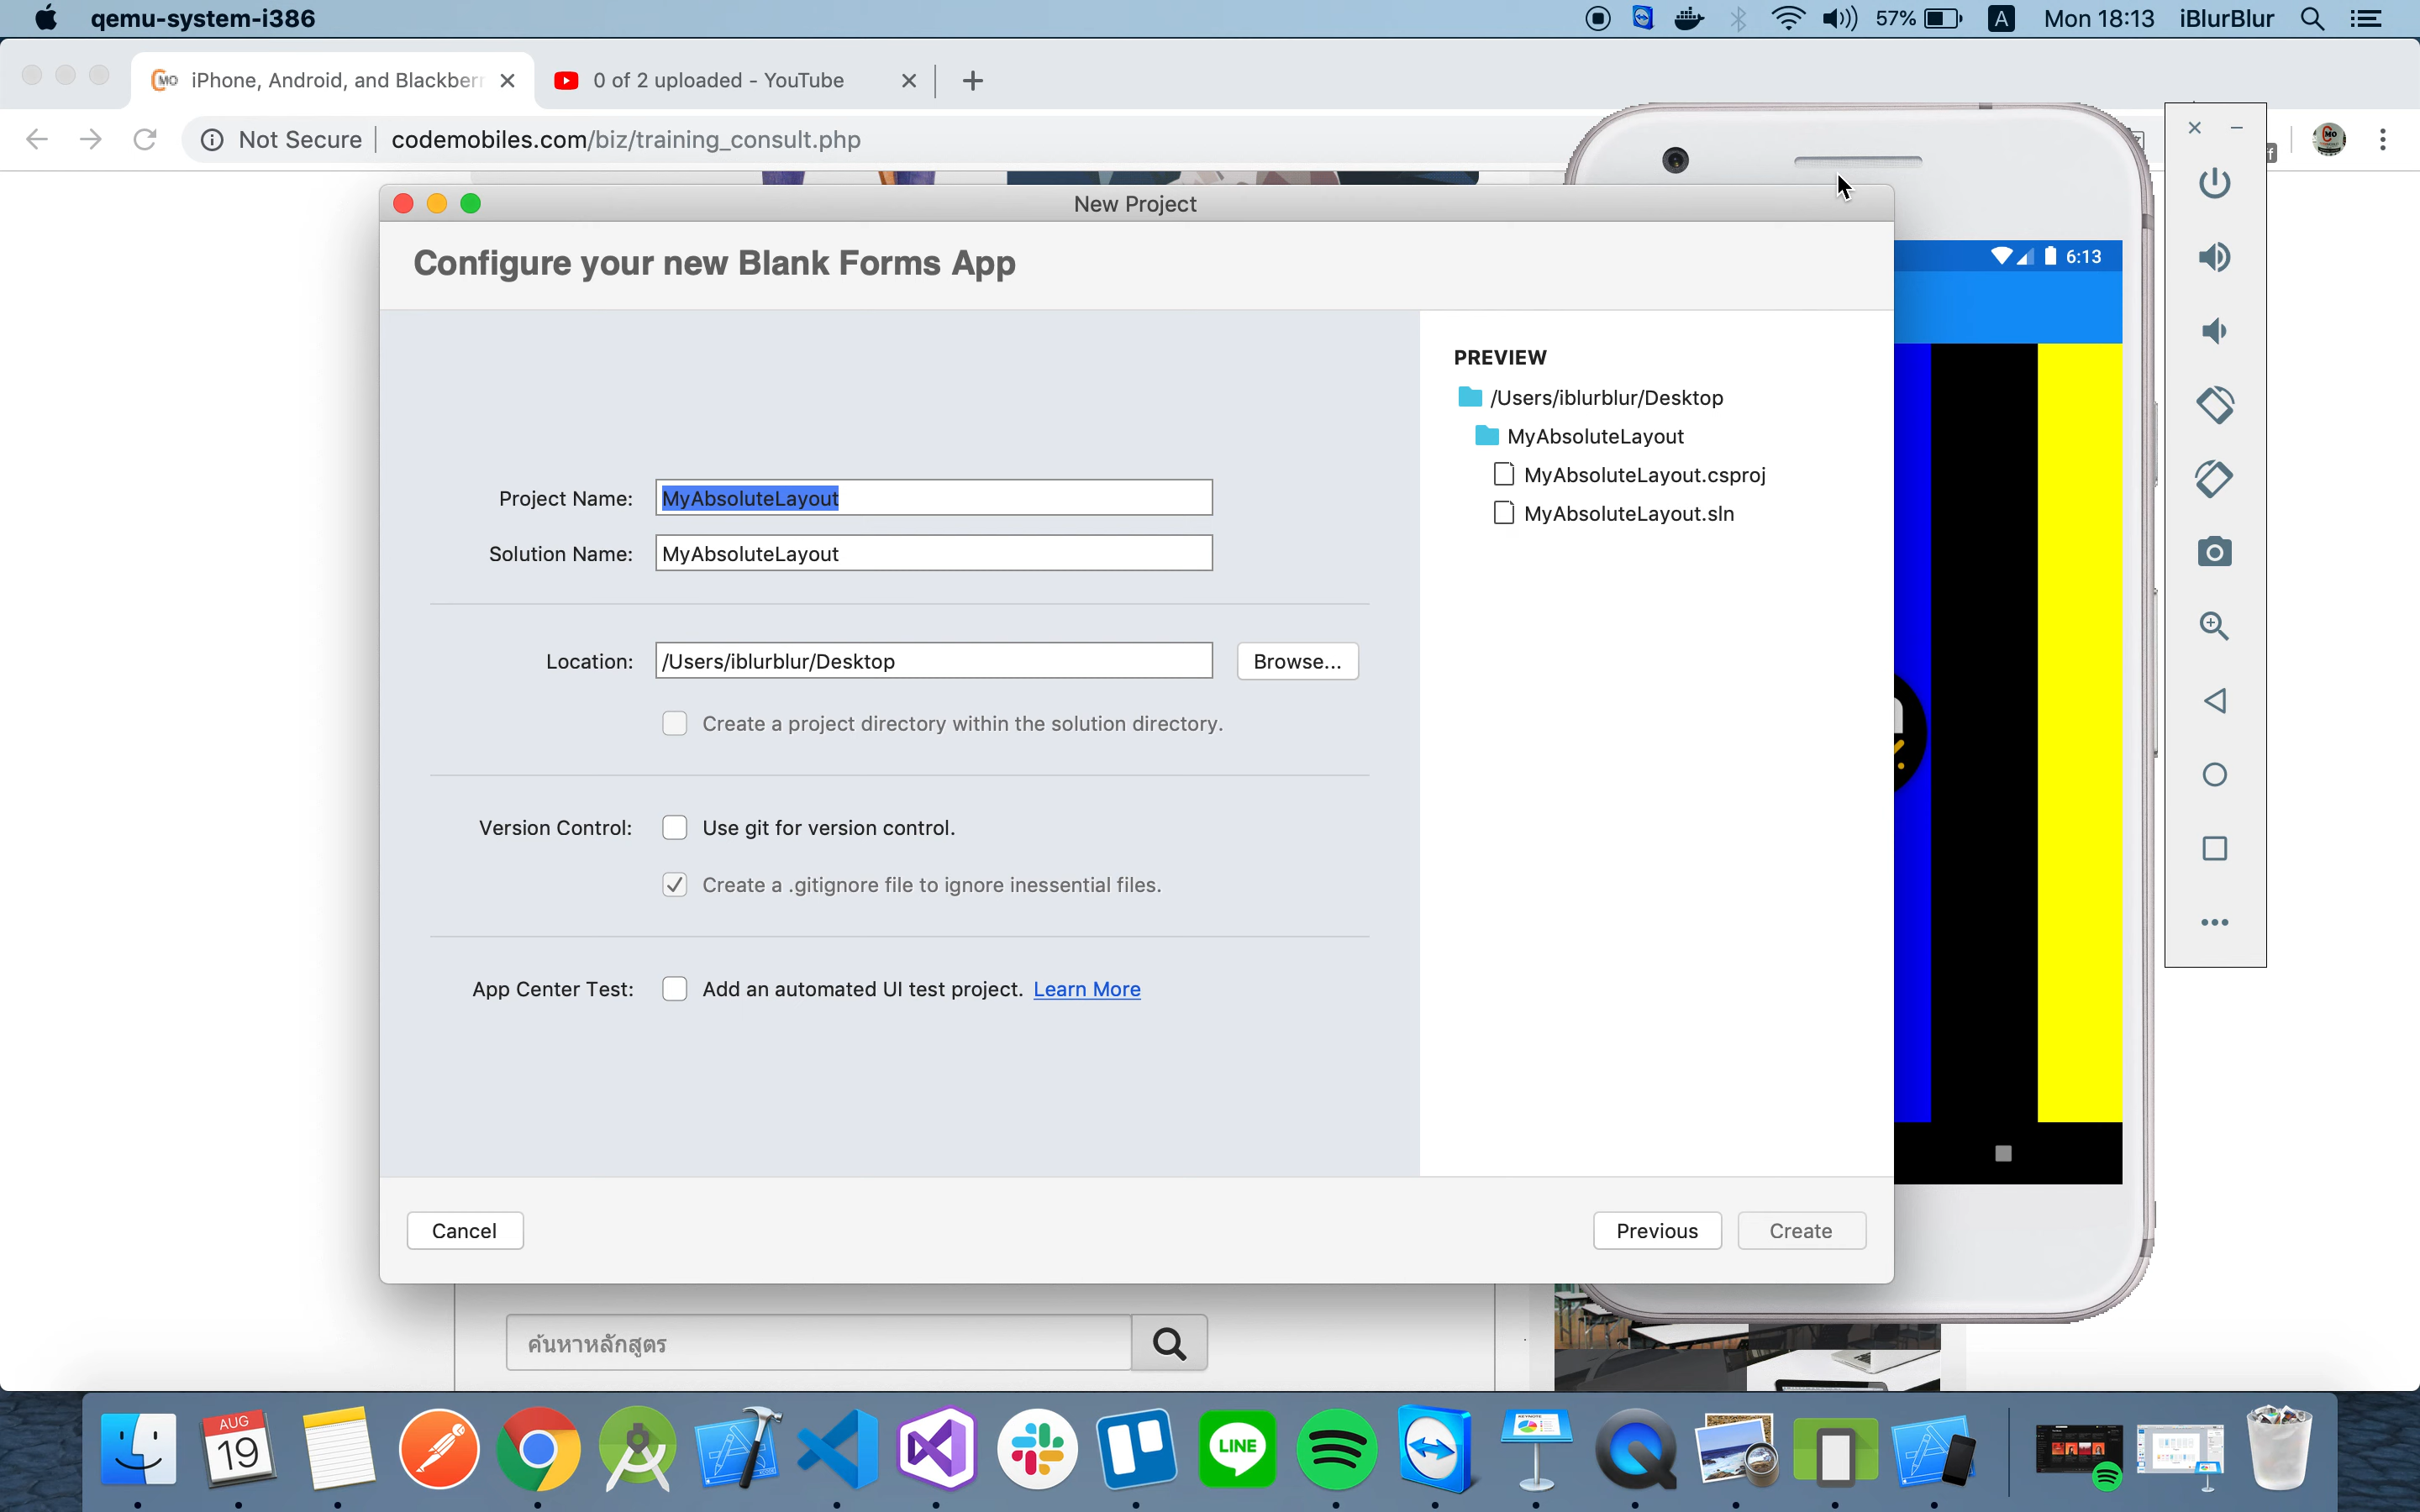 qemu-system-i386
57%
A
Mon 18:13
iBlurBlur
CMO
iPhone, Android, and Blackberr
0 of 2 uploaded - YouTube
Not Secure
codemobiles.com/biz/training_consult.php
New Project
Configure your new Blank Forms App
6:13
PREVIEW
/Users/iblurblur/Desktop
MyAbsoluteLayout
MyAbsoluteLayout.csproj
MyAbsoluteLayout.sln
Project Name:
MyAbsoluteLayout
Solution Name:
MyAbsoluteLayout
Location:
/Users/iblurblur/Desktop
Browse...
Create a project directory within the solution directory.
Version Control:
Use git for version control.
Create a .gitignore file to ignore inessential files.
App Center Test:
Add an automated UI test project. Learn More
Cancel
Previous
Create
ค้นหาหลักสูตร
AUG
19
LINE
KEYNOTE